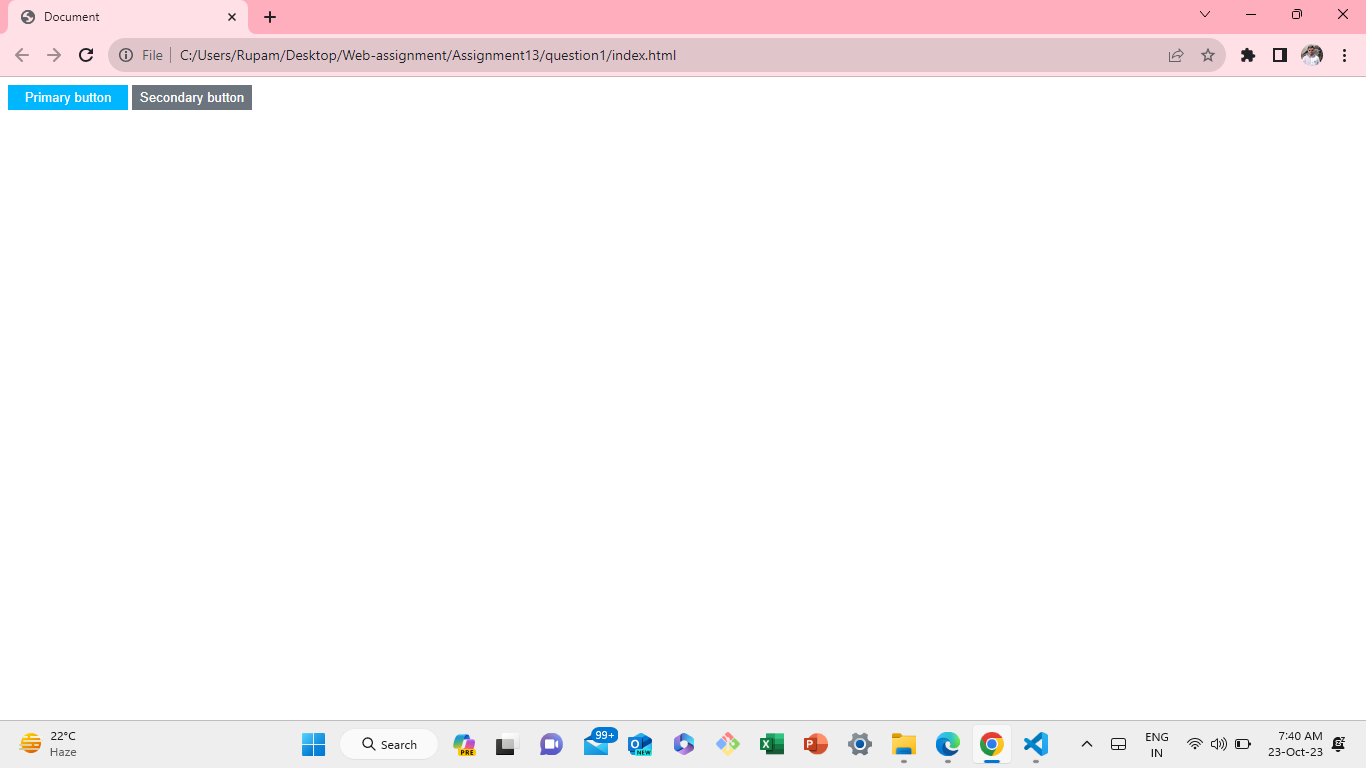 Document
File C:/Users/Rupam/Desktop/Web-assignment/Assignment13/question1/index.html
Primary button Secondary button
22°C
Haze
Search
PRE
99+
NEW
ENG
IN
7:40 AM
23-Oct-23